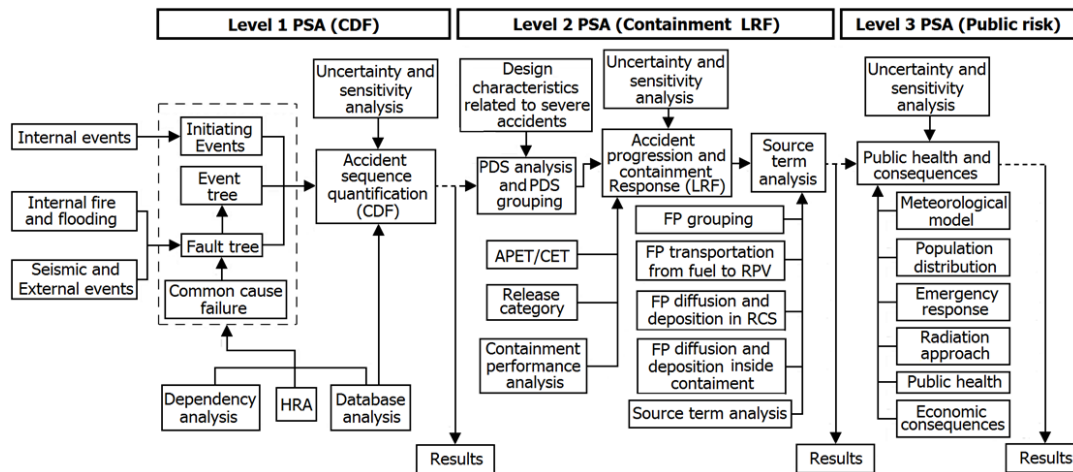 Level 1 PSA (CDF)
Level 2 PSA (Containment LRF)
Level 3 PSA (Public risk)
Uncertainty and
sensitivity analysis
Internal events
Initiating
Events
Event
tree
Internal fire
and flooding
Fault tree
Seismic and
External events
Common cause
failure
Accident
sequence
quantification
(CDF)
Dependency
analysis
HRA
Database
analysis
Results
Design
characteristics
related to severe
accidents
Uncertainty and
sensitivity
analysis
PDS analysis
and PDS
grouping
Accident
progression and
containment
Response (LRF)
Source
term
analysis
APET/CET
Release
category
Containment
performance
analysis
FP grouping
FP transportation
from fuel to RPV
FP diffusion and
deposition in RCS
FP diffusion and
deposition inside
contaiment
Source term analysis
Results
Uncertainty and
sensitivity
analysis
Public health and
consequences
Meteorological
model
Population
distribution
Emergency
response
Radiation
approach
Public health
Economic
consequences
Results